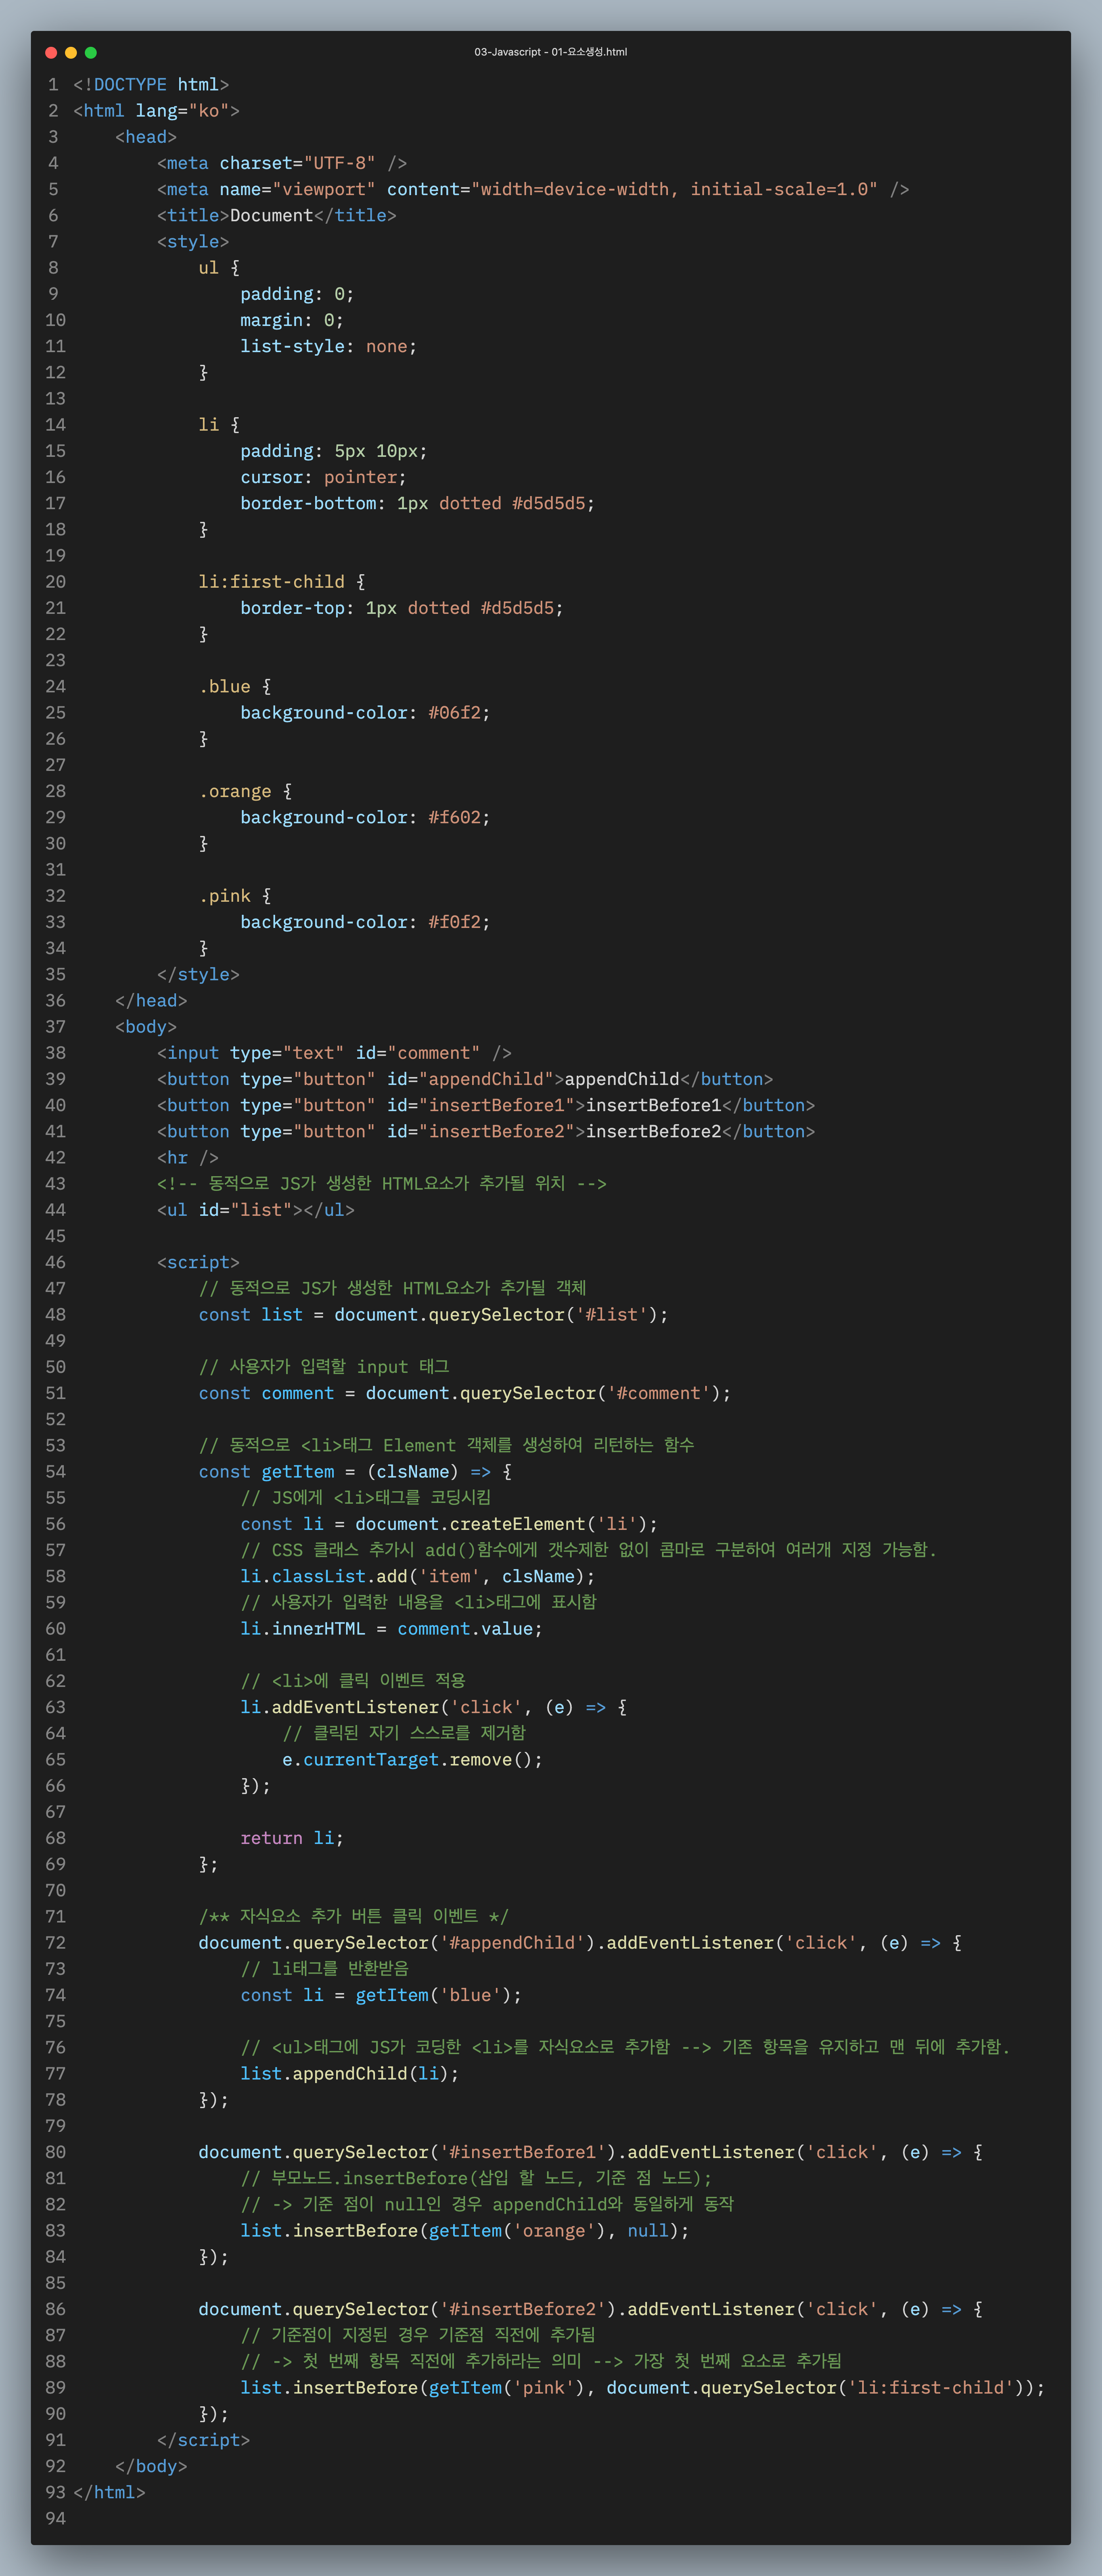 03-Javascript - 01-요소생성.html
1 <!DOCTYPE html>
2 <html lang="ko">
3     <head>
4         <meta charset="UTF-8" />
5         <meta name="viewport" content="width=device-width, initial-scale=1.0" />
6         <title>Document</title>
7         <style>
8             ul {
9                 padding: 0;
10                 margin: 0;
11                 list-style: none;
12             }
13
14             li {
15                 padding: 5px 10px;
16                 cursor: pointer;
17                 border-bottom: 1px dotted #d5d5d5;
18             }
19
20             li:first-child {
21                 border-top: 1px dotted #d5d5d5;
22             }
23
24             .blue {
25                 background-color: #06f2;
26             }
27
28             .orange {
29                 background-color: #f602;
30             }
31
32             .pink {
33                 background-color: #f0f2;
34             }
35         </style>
36     </head>
37     <body>
38         <input type="text" id="comment" />
39         <button type="button" id="appendChild">appendChild</button>
40         <button type="button" id="insertBefore1">insertBefore1</button>
41         <button type="button" id="insertBefore2">insertBefore2</button>
42         <hr />
43         <!-- 동적으로 JS가 생성한 HTML요소가 추가될 위치 -->
44         <ul id="list"></ul>
45
46         <script>
47             // 동적으로 JS가 생성한 HTML요소가 추가될 객체
48             const list = document.querySelector('#list');
49
50             // 사용자가 입력할 input 태그
51             const comment = document.querySelector('#comment');
52
53             // 동적으로 <li>태그 Element 객체를 생성하여 리턴하는 함수
54             const getItem = (clsName) => {
55                 // JS에게 <li>태그를 코딩시킴
56                 const li = document.createElement('li');
57                 // CSS 클래스 추가시 add()함수에게 갯수제한 없이 콤마로 구분하여 여러개 지정 가능함.
58                 li.classList.add('item', clsName);
59                 // 사용자가 입력한 내용을 <li>태그에 표시함
60                 li.innerHTML = comment.value;
61
62                 // <li>에 클릭 이벤트 적용
63                 li.addEventListener('click', (e) => {
64                     // 클릭된 자기 스스로를 제거함
65                     e.currentTarget.remove();
66                 });
67
68                 return li;
69             };
70
71             /** 자식요소 추가 버튼 클릭 이벤트 */
72             document.querySelector('#appendChild').addEventListener('click', (e) => {
73                 // li태그를 반환받음
74                 const li = getItem('blue');
75
76                 // <ul>태그에 JS가 코딩한 <li>를 자식요소로 추가함 --> 기존 항목을 유지하고 맨 뒤에 추가함.
77                 list.appendChild(li);
78             });
79
80             document.querySelector('#insertBefore1').addEventListener('click', (e) => {
81                 // 부모노드.insertBefore(삽입 할 노드, 기준 점 노드);
82                 // -> 기준 점이 null인 경우 appendChild와 동일하게 동작
83                 list.insertBefore(getItem('orange'), null);
84             });
85
86             document.querySelector('#insertBefore2').addEventListener('click', (e) => {
87                 // 기준점이 지정된 경우 기준점 직전에 추가됨
88                 // -> 첫 번째 항목 직전에 추가하라는 의미 --> 가장 첫 번째 요소로 추가됨
89                 list.insertBefore(getItem('pink'), document.querySelector('li:first-child'));
90             });
91         </script>
92     </body>
93 </html>
94